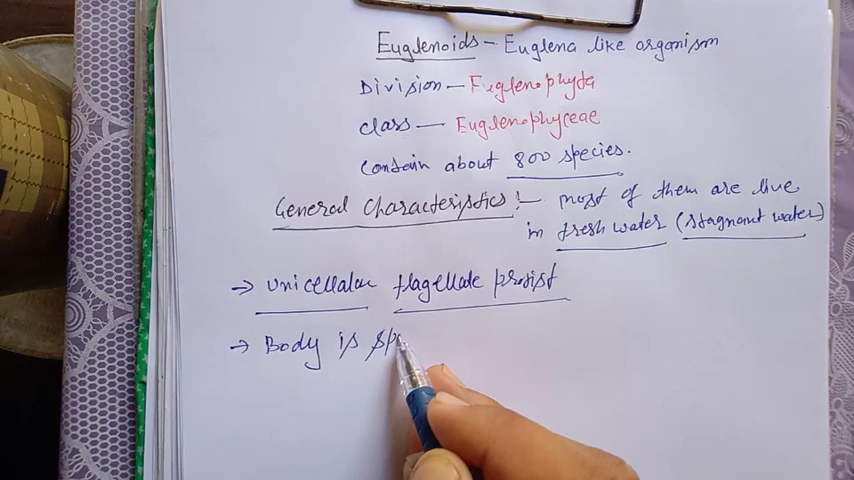 Euglenoids - Euglena like organism
Division - Euglenophyta
class - Euglenophyceae
Contain about 800 species.
General Characteristics :- most of them are live
in fresh water (stagnant water)
→ unicellular flagellate protist
→ Body is sp